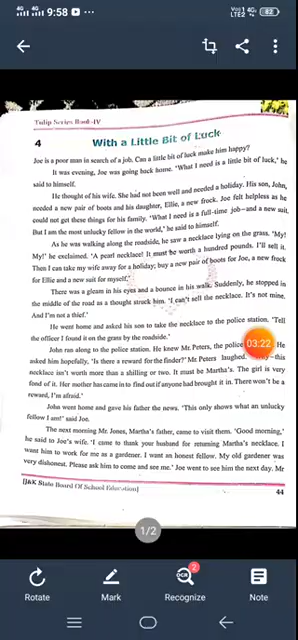 4G 4G 9:58
Vo1 4G+
LTE2
82
Tulip Series Book-IV
4
With a Little Bit of Luck
Joe is a poor man in search of a job. Can a little bit of luck make him happy?
It was evening, Joe was going back home. 'What I need is a little bit of luck,' he
said to himself.
He thought of his wife. She had not been well and needed a holiday. His son, John,
needed a new pair of boots and his daughter, Ellie, a new frock. Joe felt helpless as he
could not get these things for his family. 'What I need is a full-time job—and a new suit.
But I am the most unlucky fellow in the world,' he said to himself.
As he was walking along the roadside, he saw a necklace lying on the grass. 'My!
My!' he exclaimed. 'A pearl necklace! It must be worth a hundred pounds. I'll sell it.
Then I can take my wife away for a holiday; buy a new pair of boots for Joe, a new frock
for Ellie and a new suit for myself.'
There was a gleam in his eyes and a bounce in his walk. Suddenly, he stopped in
the middle of the road as a thought struck him. 'I can't sell the necklace. It's not mine.
And I'm not a thief.'
He went home and asked his son to take the necklace to the police station. 'Tell
the officer I found it on the grass by the roadside.'
John ran along to the police station. He knew Mr. Peters, the police He
03:22
asked him hopefully, 'Is there a reward for the finder?' Mr Peters laughed. —this
necklace isn't worth more than a shilling or two. It must be Martha's. The girl is very
fond of it. Her mother has came in to find out if anyone had brought it in. There won't be a
reward, I'm afraid.'
John went home and gave his father the news. 'This only shows what an unlucky
fellow I am!' said Joe.
The next morning Mr. Jones, Martha's father, came to visit them. 'Good morning,'
he said to Joe's wife. 'I came to thank your husband for returning Martha's necklace. I
want him to work for me as a gardener. I want an honest fellow. My old gardener was
very dishonest. Please ask him to come and see me.' Joe went to see him the next day. Mr
[J&K State Board Of School Education]
44
1/2
Rotate
Mark
OCR
2
Recognize
Note